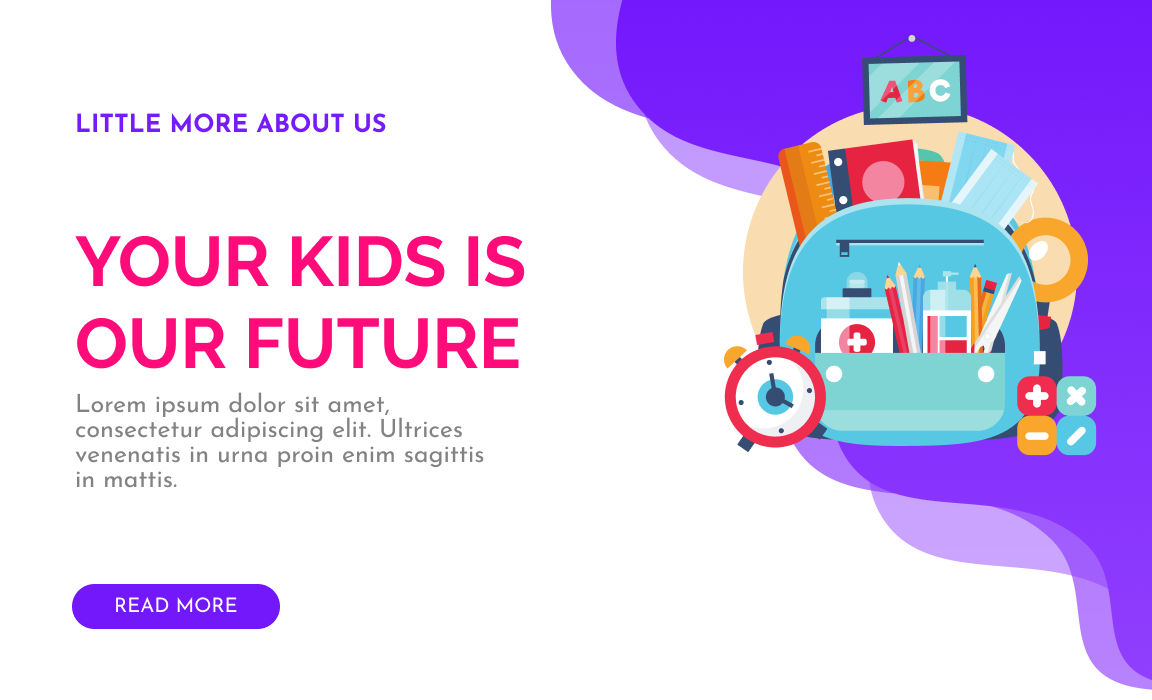 LITTLE MORE ABOUT US
YOUR KIDS IS
OUR FUTURE
Lorem ipsum dolor sit amet,
consectetur adipiscing elit. Ultrices
venenatis in urna proin enim sagittis
in mattis.
READ MORE
ABC